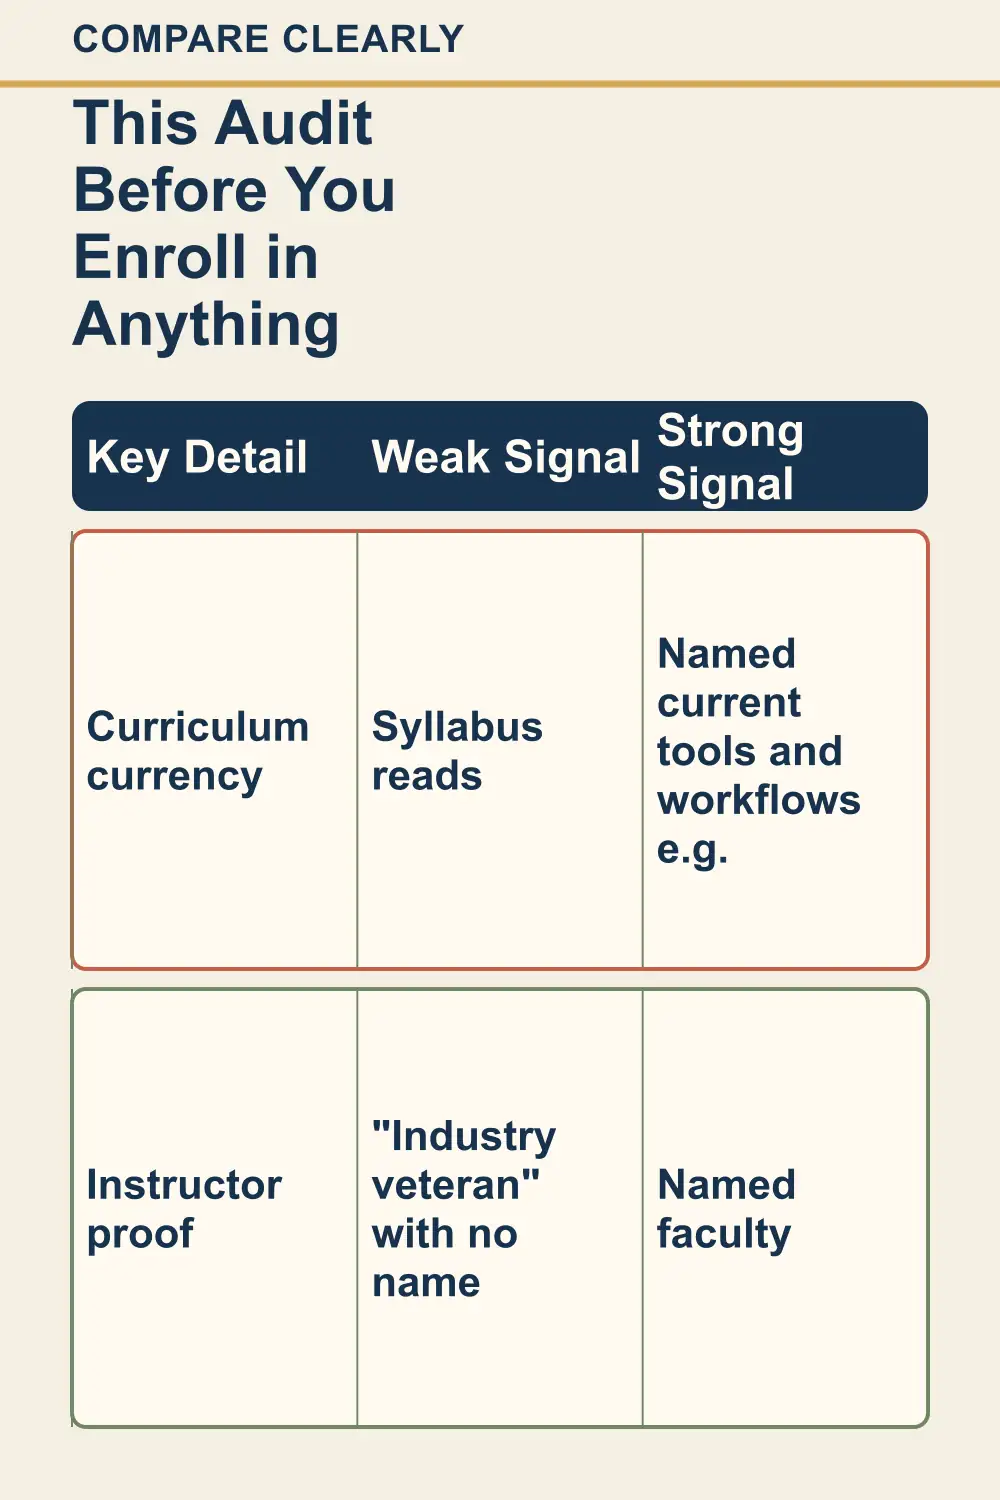 COMPARE CLEARLY
This Audit
Before You
Enroll in
Anything
Key Detail
Weak Signal
Strong
Signal
Curriculum
currency
Syllabus
reads
Named
current
tools and
workflows
e.g.
Instructor
proof
"Industry
veteran"
with no
name
Named
faculty